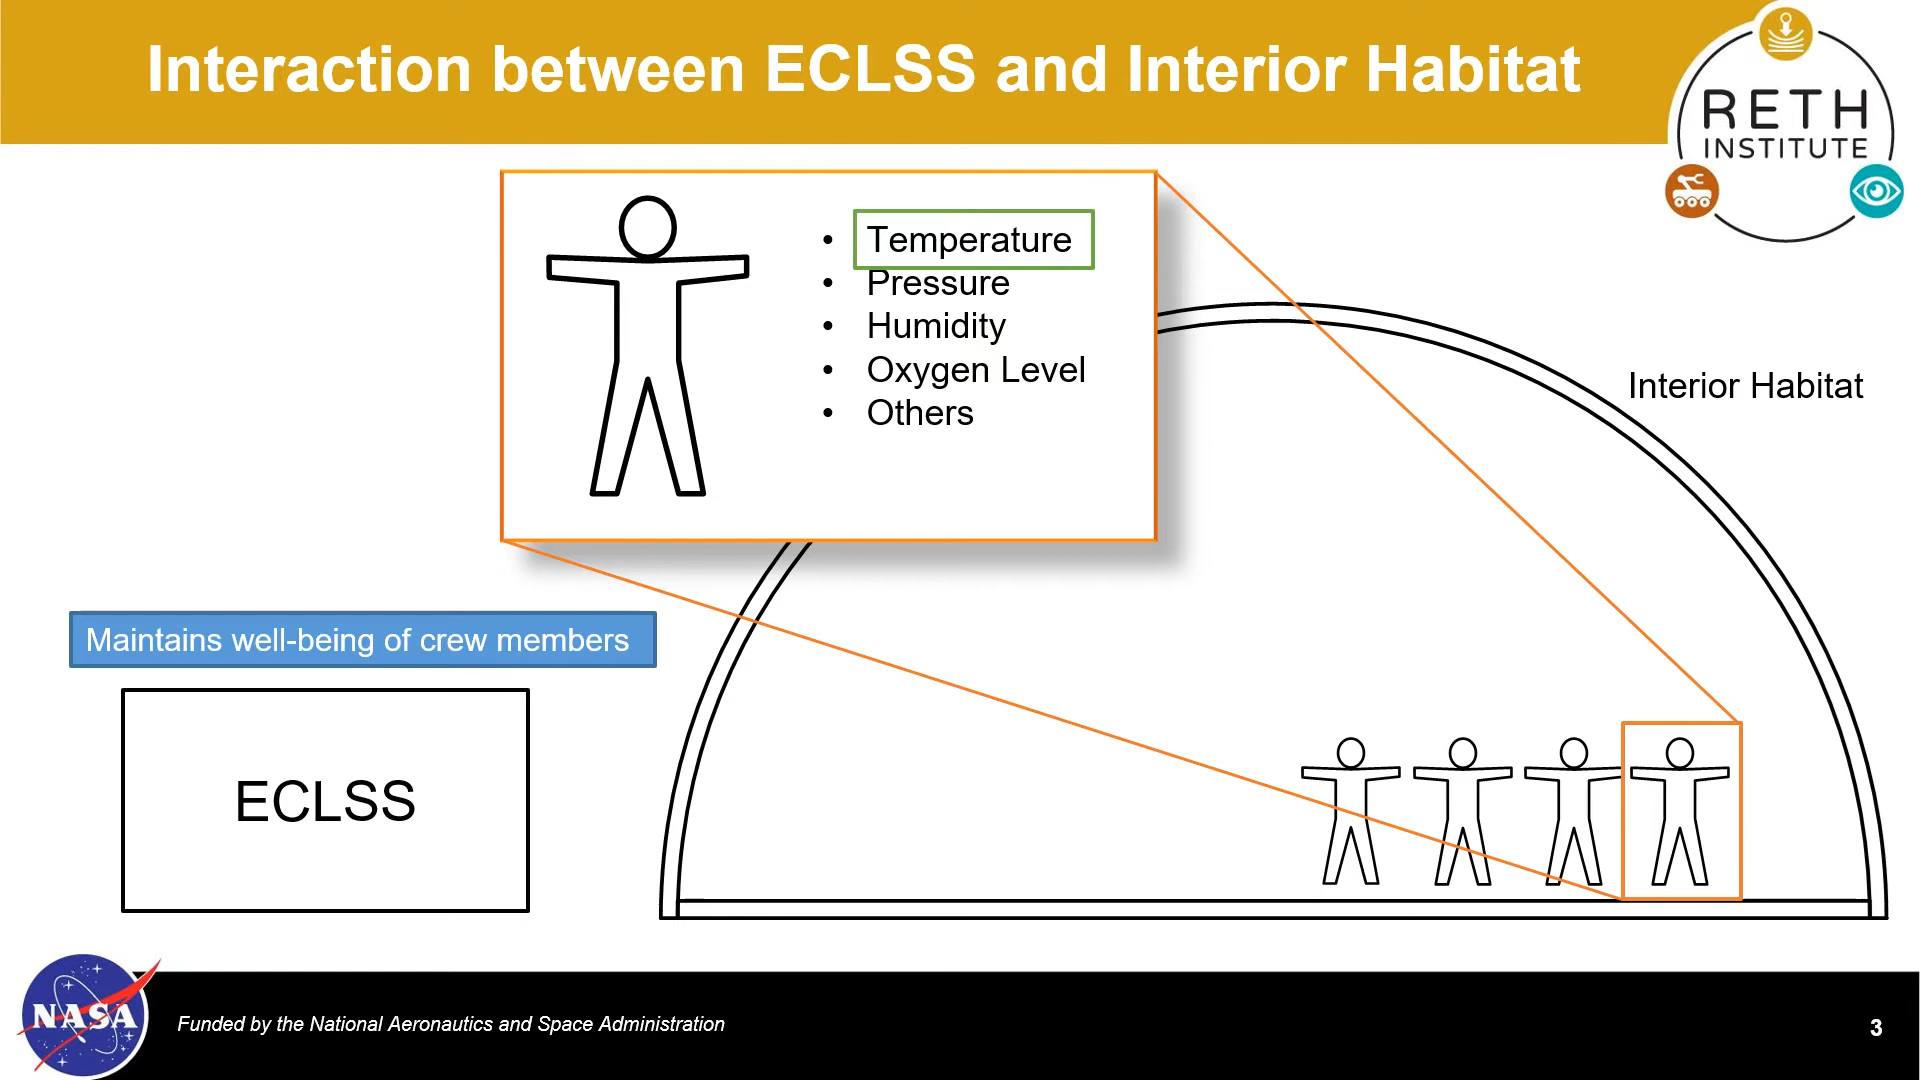 Interaction between ECLSS and Interior Habitat
RETH
INSTITUTE
• Temperature
• Pressure
• Humidity
• Oxygen Level
• Others
Interior Habitat
Maintains well-being of crew members
ECLSS
NASA
Funded by the National Aeronautics and Space Administration
3